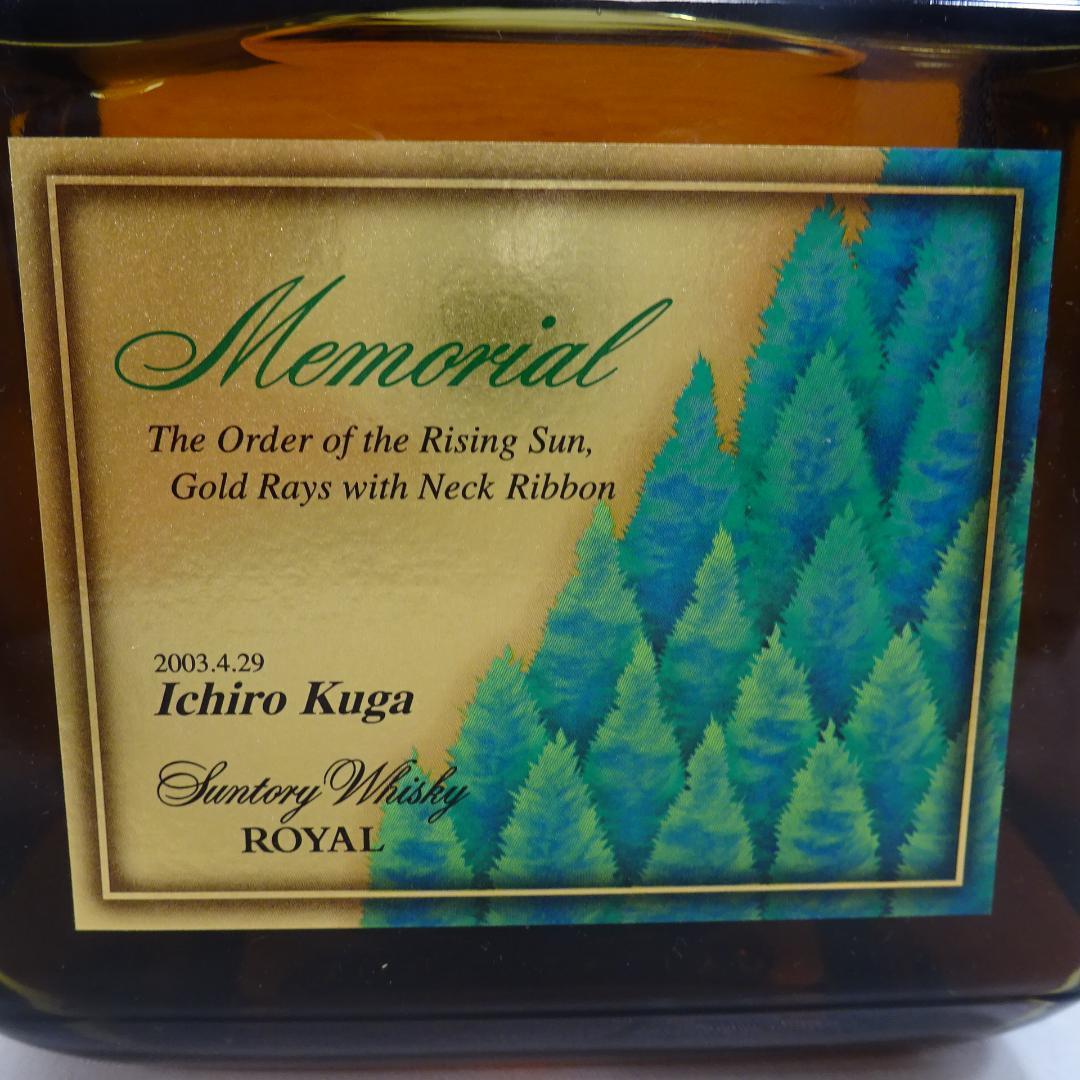 Memorial
The Order of the Rising Sun,
Gold Rays with Neck Ribbon
2003.4.29
Ichiro Kuga
Suntory Whisky
ROYAL